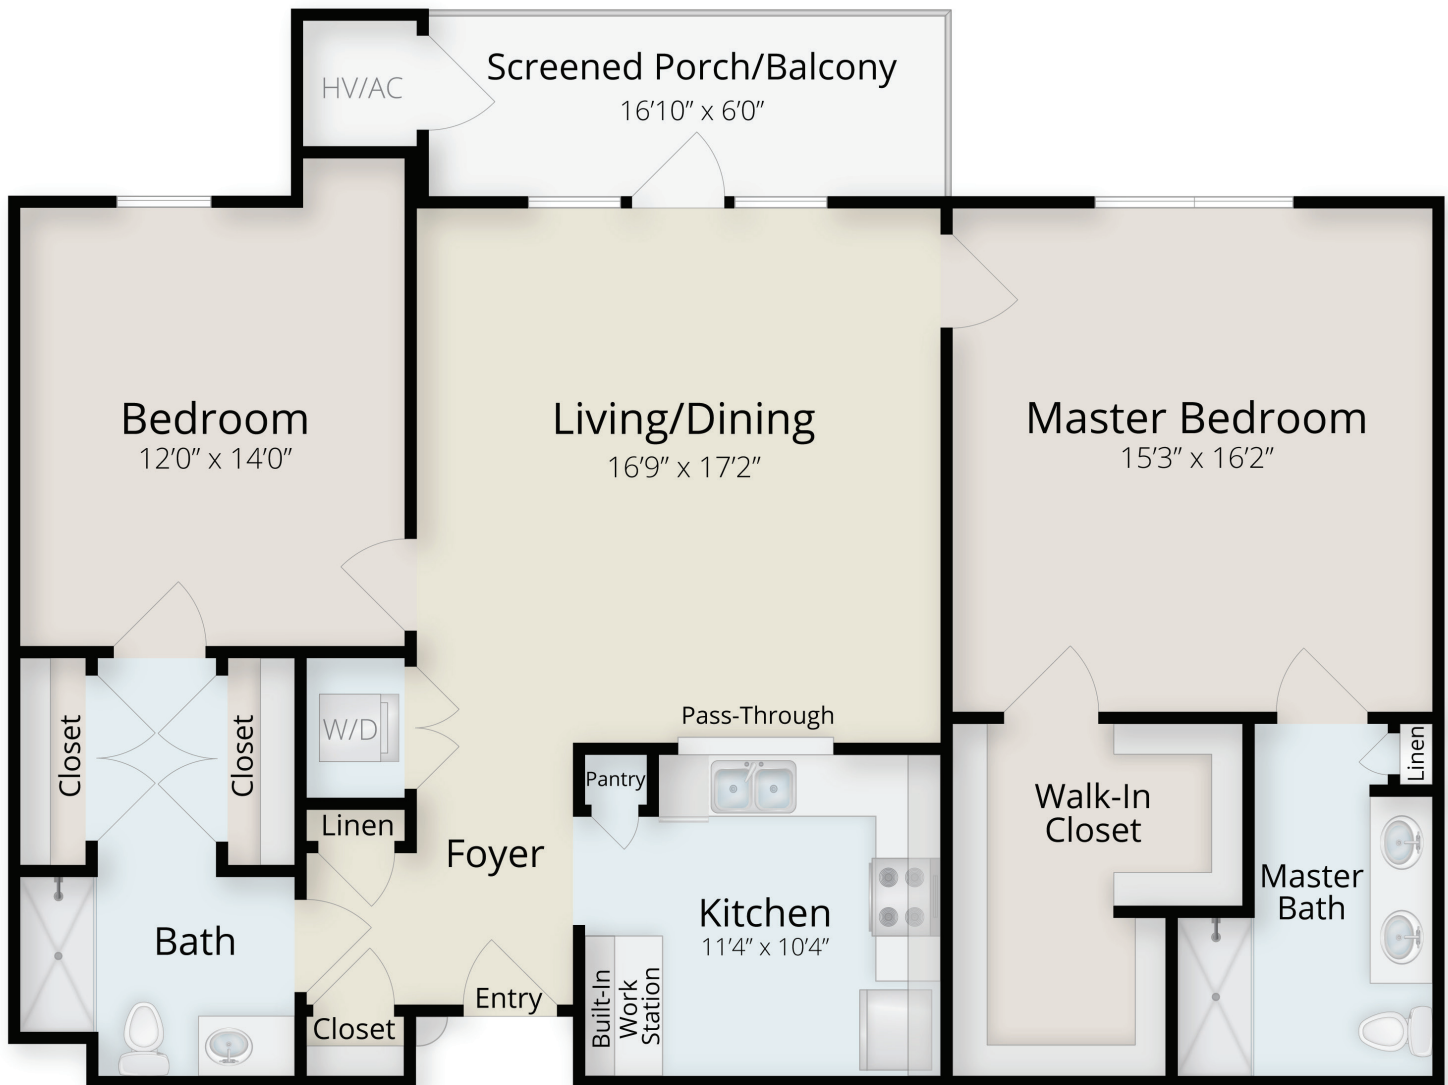 HV/AC
Screened Porch/Balcony
16’10” x 6’0”
Bedroom
12’0” x 14’0”
Living/Dining
16’9” x 17’2”
Master Bedroom
15’3” x 16’2”
Closet
Closet
W/D
Pass-Through
Pantry
Linen
Walk-In
Closet
Linen
Foyer
Master
Bath
Bath
Kitchen
11’4” x 10’4”
Entry
Closet
Built-In
Work
Station